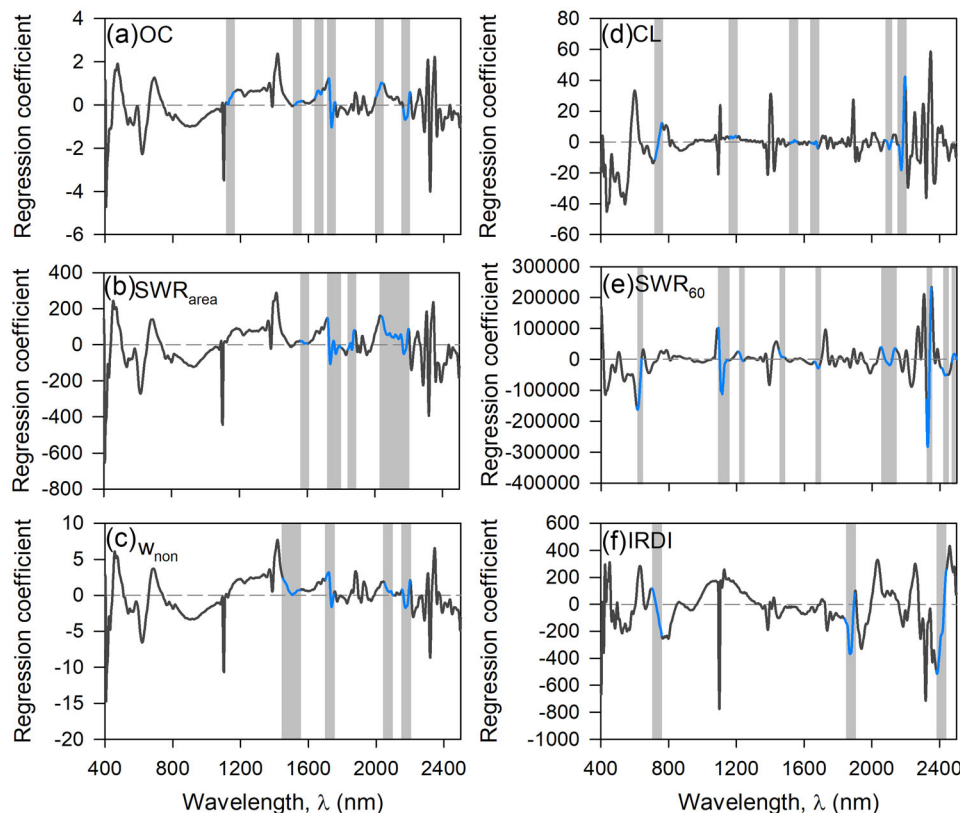 (a)OC
Regression coefficient
4
2
0
-2
-4
-6
(b)SWRarea
Regression coefficient
400
200
0
-200
-400
-600
-800
(c)Wnon
Regression coefficient
10
5
0
-5
-10
-15
-20
400 800 1200 1600 2000 2400
Wavelength, λ (nm)
(d)CL
Regression coefficient
80
60
40
20
0
-20
-40
-60
(e)SWR60
Regression coefficient
300000
200000
100000
0
-100000
-200000
-300000
-400000
(f)IRDI
Regression coefficient
600
400
200
0
-200
-400
-600
-800
-1000
400 800 1200 1600 2000 2400
Wavelength, λ (nm)